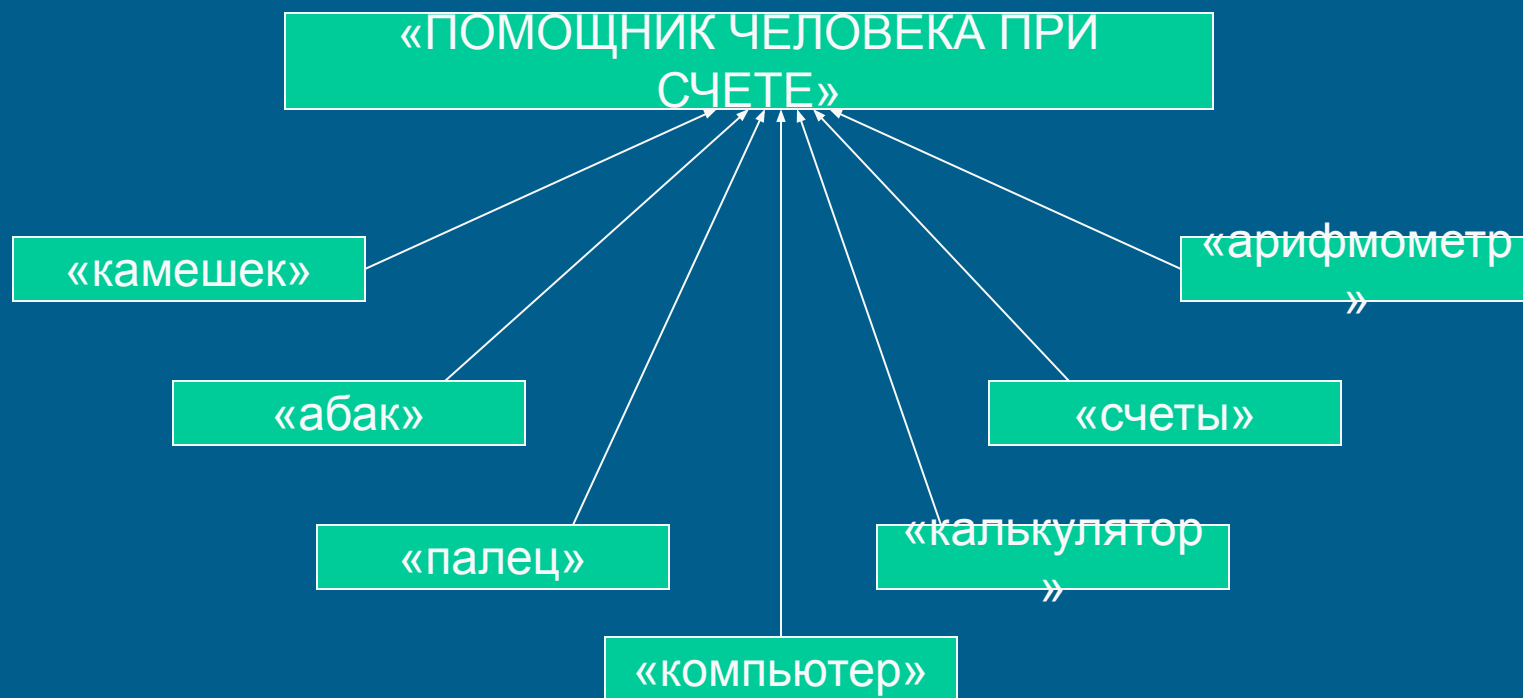 «ПОМОЩНИК ЧЕЛОВЕКА ПРИ
СЧЕТЕ»
«камешек»
«арифмометр
»
«абак»
«счеты»
«палец»
«калькулятор
»
«компьютер»